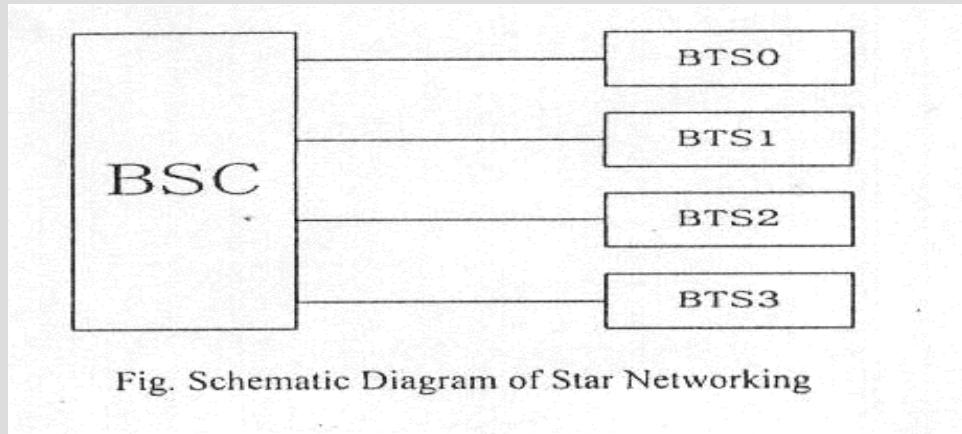 BTS0
BTS1
BSC
BTS2
BTS3
Fig. Schematic Diagram of Star Networking